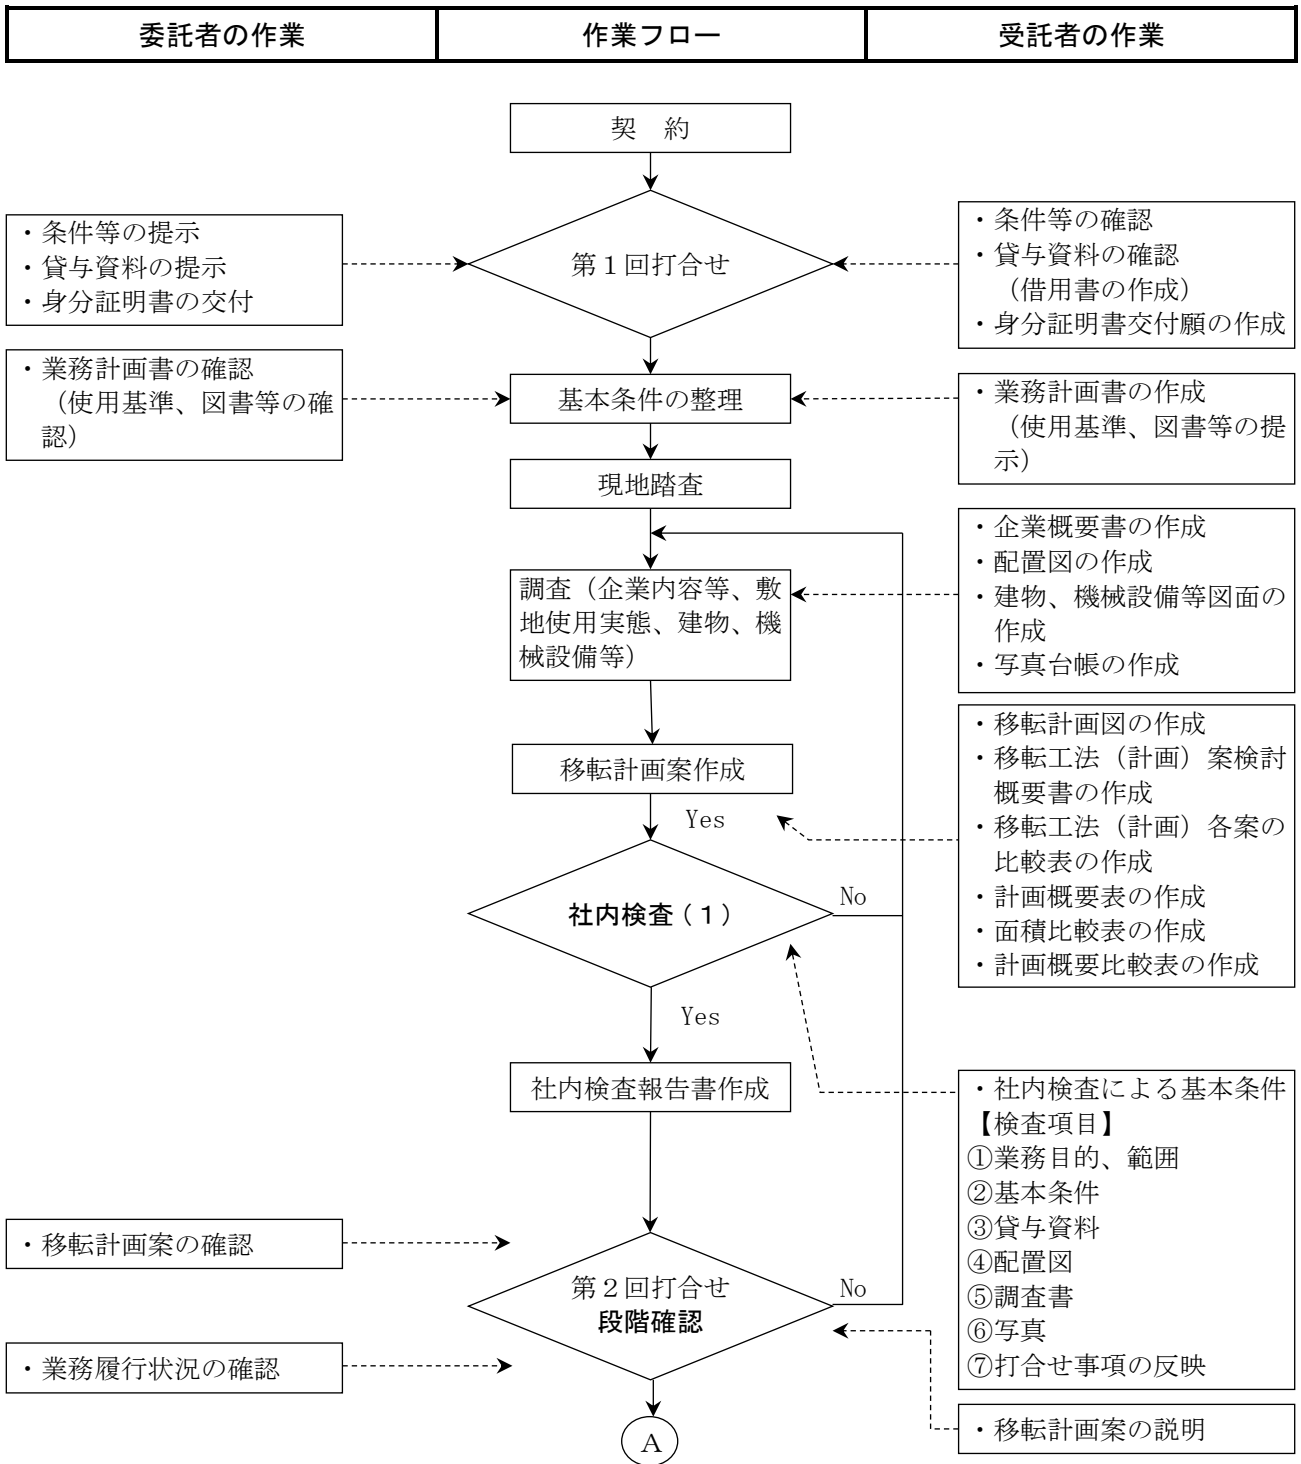 委託者の作業
作業フロー
受託者の作業
契　約
・条件等の提示
・貸与資料の提示
・身分証明書の交付
第１回打合せ
・条件等の確認
・貸与資料の確認
（借用書の作成）
・身分証明書交付願の作成
・業務計画書の確認
（使用基準、図書等の確
認）
基本条件の整理
・業務計画書の作成
（使用基準、図書等の提
示）
現地踏査
調査（企業内容等、敷
地使用実態、建物、機
械設備等）
・企業概要書の作成
・配置図の作成
・建物、機械設備等図面の
作成
・写真台帳の作成
移転計画案作成
Yes
・移転計画図の作成
・移転工法（計画）案検討
概要書の作成
・移転工法（計画）各案の
比較表の作成
・計画概要表の作成
・面積比較表の作成
・計画概要比較表の作成
社内検査（１）
No
Yes
社内検査報告書作成
・社内検査による基本条件
【検査項目】
①業務目的、範囲
②基本条件
③貸与資料
④配置図
⑤調査書
⑥写真
⑦打合せ事項の反映
・移転計画案の確認
第２回打合せ
段階確認
No
・業務履行状況の確認
・移転計画案の説明
A